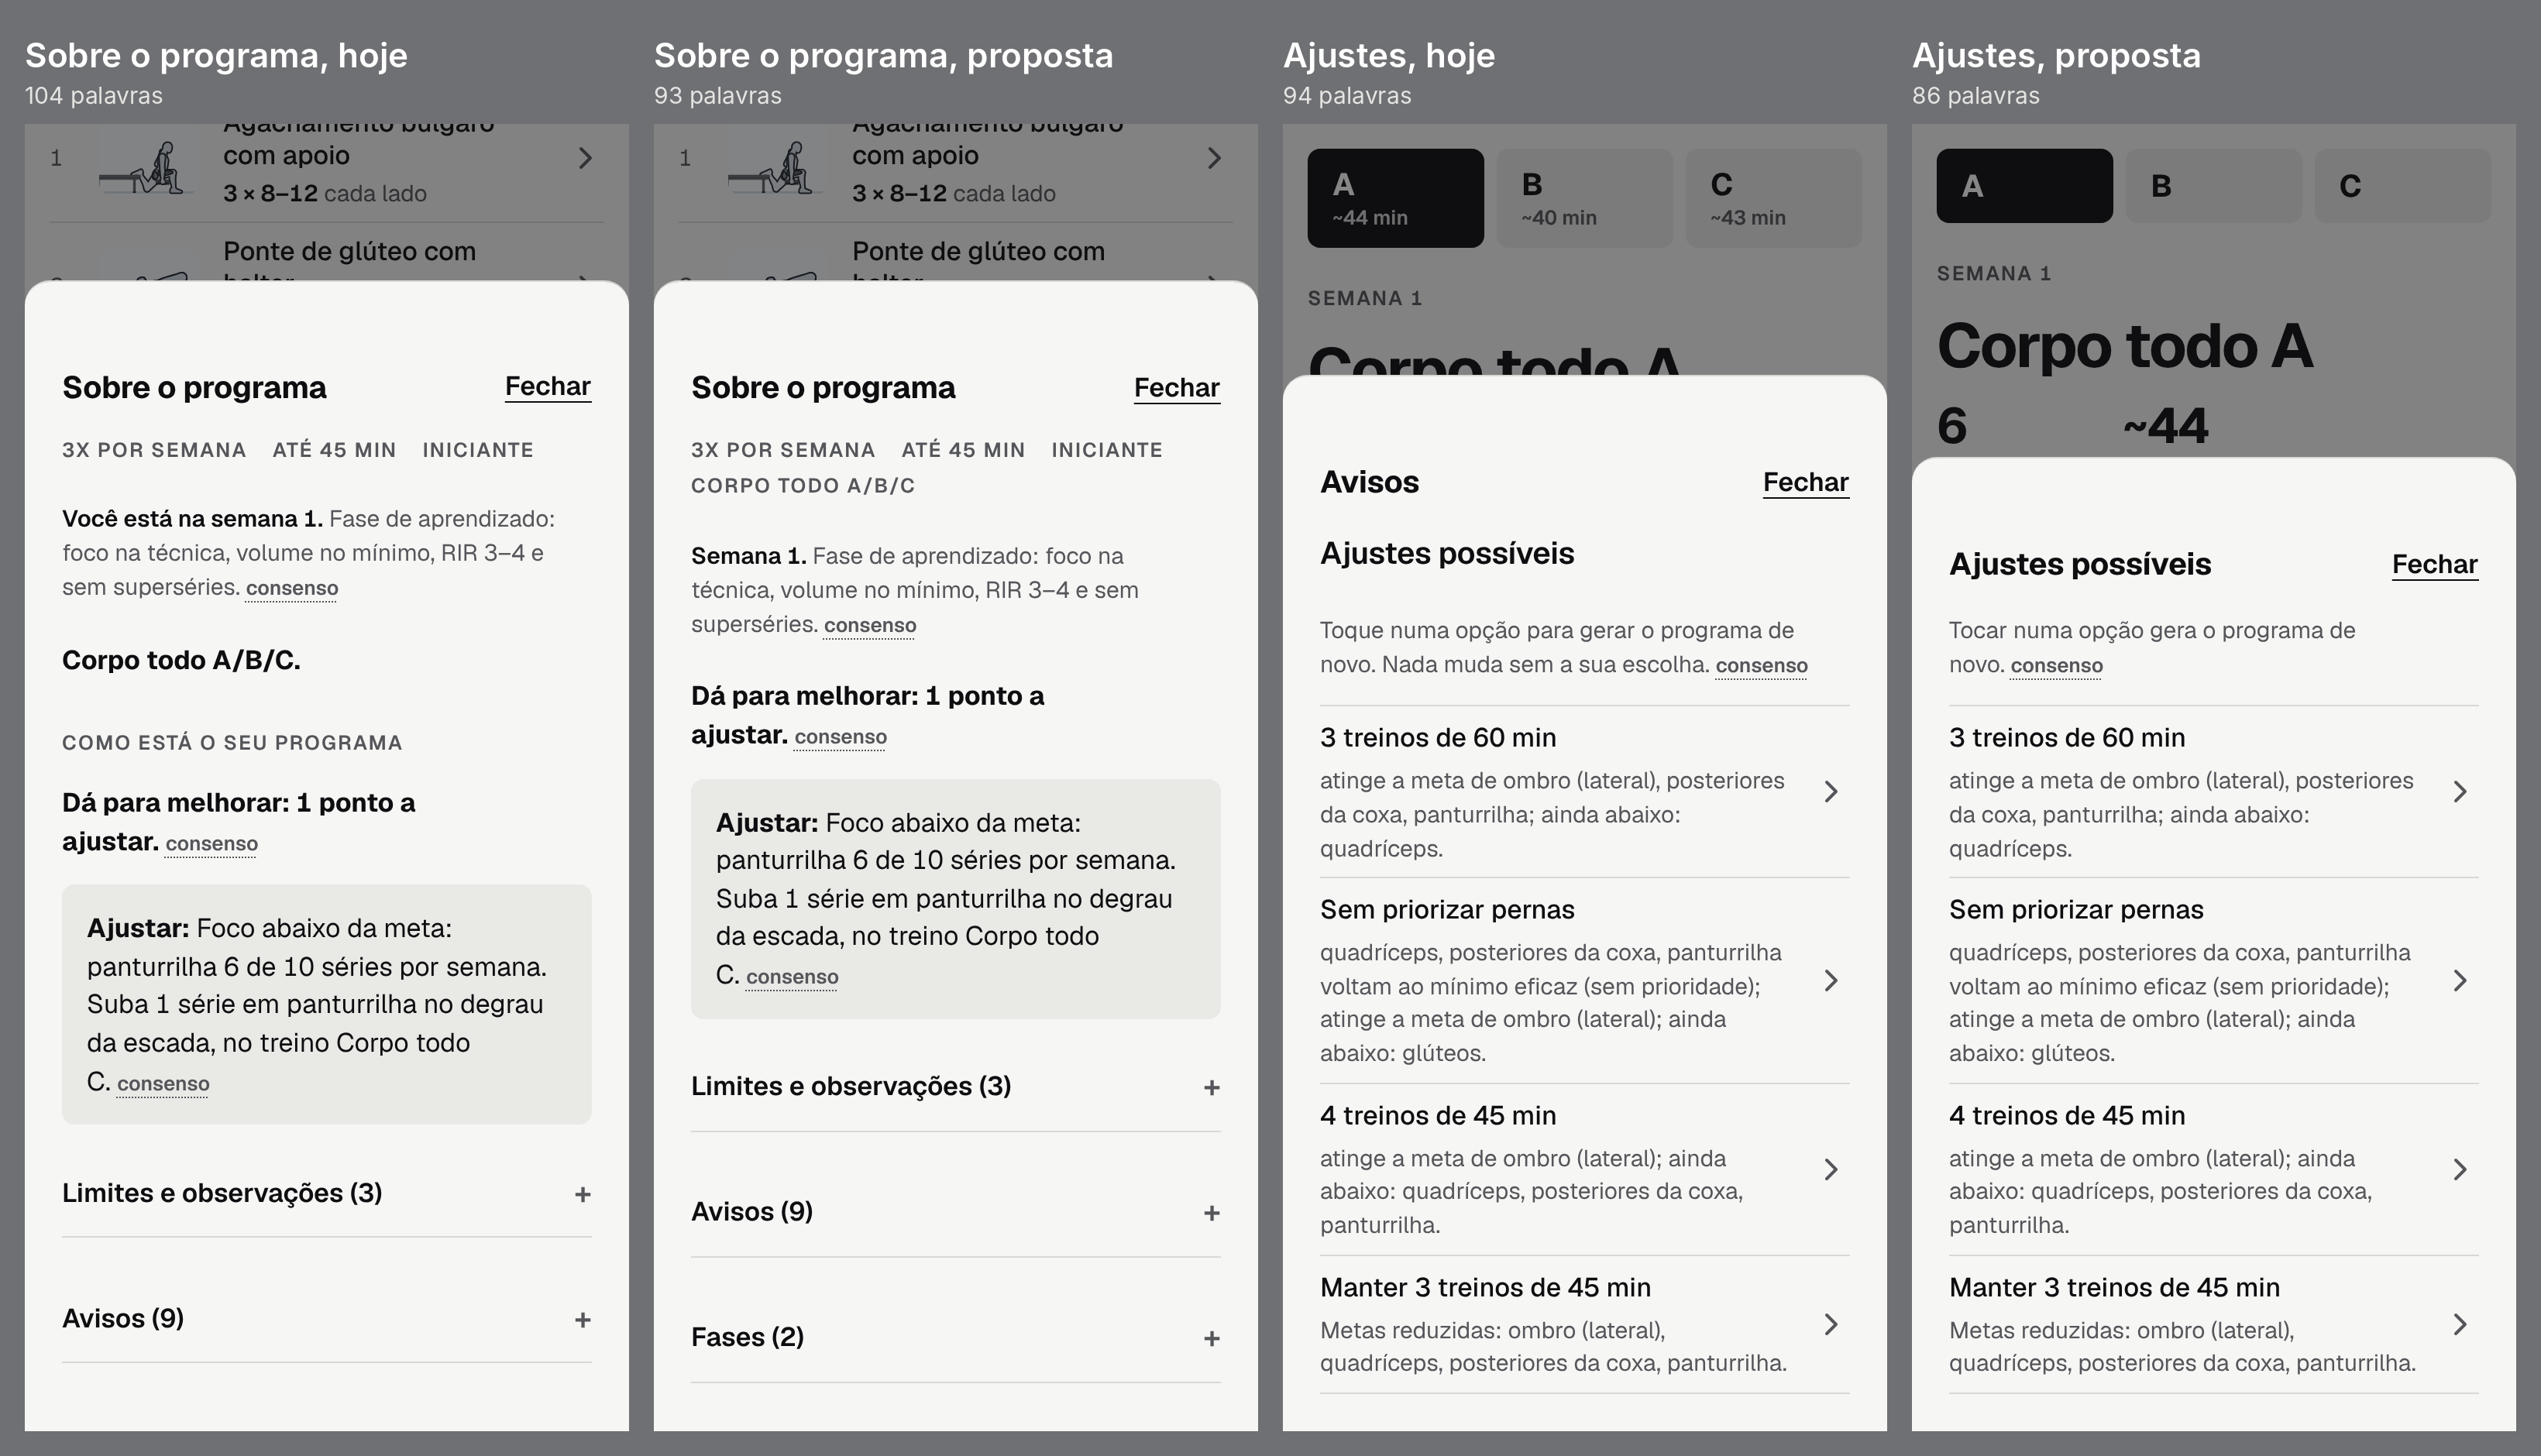 Sobre o programa, hoje
104 palavras
Agachamento búlgaro
com apoio
1
3 × 8–12 cada lado
Ponte de glúteo com
Sobre o programa
Fechar
3X POR SEMANA ATÉ 45 MIN INICIANTE
Você está na semana 1. Fase de aprendizado:
foco na técnica, volume no mínimo, RIR 3–4 e
sem superséries. consenso
Corpo todo A/B/C.
COMO ESTÁ O SEU PROGRAMA
Dá para melhorar: 1 ponto a
ajustar. consenso
Ajustar: Foco abaixo da meta:
panturrilha 6 de 10 séries por semana.
Suba 1 série em panturrilha no degrau
da escada, no treino Corpo todo
C. consenso
Limites e observações (3) +
Avisos (9) +
Sobre o programa, proposta
93 palavras
Agachamento búlgaro
com apoio
1
3 × 8–12 cada lado
Ponte de glúteo com
Sobre o programa
Fechar
3X POR SEMANA ATÉ 45 MIN INICIANTE
CORPO TODO A/B/C
Semana 1. Fase de aprendizado: foco na
técnica, volume no mínimo, RIR 3–4 e sem
superséries. consenso
Dá para melhorar: 1 ponto a
ajustar. consenso
Ajustar: Foco abaixo da meta:
panturrilha 6 de 10 séries por semana.
Suba 1 série em panturrilha no degrau
da escada, no treino Corpo todo
C. consenso
Limites e observações (3) +
Avisos (9) +
Fases (2) +
Ajustes, hoje
94 palavras
A B C
~44 min ~40 min ~43 min
SEMANA 1
Corpo todo A
Avisos
Fechar
Ajustes possíveis
Toque numa opção para gerar o programa de
novo. Nada muda sem a sua escolha. consenso
3 treinos de 60 min
atinge a meta de ombro (lateral), posteriores
da coxa, panturrilha; ainda abaixo:
quadríceps.
Sem priorizar pernas
quadríceps, posteriores da coxa, panturrilha
voltam ao mínimo eficaz (sem prioridade);
atinge a meta de ombro (lateral); ainda
abaixo: glúteos.
4 treinos de 45 min
atinge a meta de ombro (lateral); ainda
abaixo: quadríceps, posteriores da coxa,
panturrilha.
Manter 3 treinos de 45 min
Metas reduzidas: ombro (lateral),
quadríceps, posteriores da coxa, panturrilha.
Ajustes, proposta
86 palavras
A B C
SEMANA 1
Corpo todo A
6 ~44
Ajustes possíveis
Fechar
Tocar numa opção gera o programa de
novo. consenso
3 treinos de 60 min
atinge a meta de ombro (lateral), posteriores
da coxa, panturrilha; ainda abaixo:
quadríceps.
Sem priorizar pernas
quadríceps, posteriores da coxa, panturrilha
voltam ao mínimo eficaz (sem prioridade);
atinge a meta de ombro (lateral); ainda
abaixo: glúteos.
4 treinos de 45 min
atinge a meta de ombro (lateral); ainda
abaixo: quadríceps, posteriores da coxa,
panturrilha.
Manter 3 treinos de 45 min
Metas reduzidas: ombro (lateral),
quadríceps, posteriores da coxa, panturrilha.